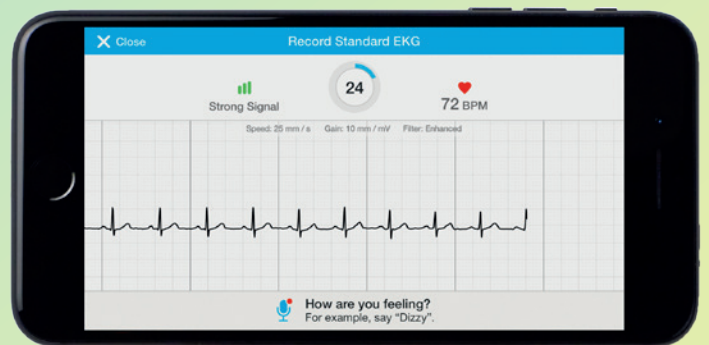 Close
Record Standard EKG
24
Strong Signal
72 BPM
Speed: 25 mm / s Gain: 10 mm / mV Filter: Enhanced
How are you feeling?
For example, say “Dizzy”.